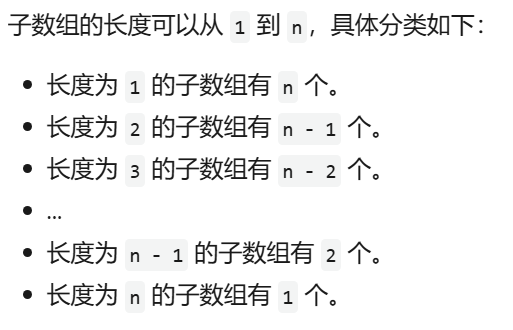 子数组的长度可以从 1 到 n，具体分类如下：
• 长度为 1 的子数组有 n 个。
• 长度为 2 的子数组有 n - 1 个。
• 长度为 3 的子数组有 n - 2 个。
• ...
• 长度为 n - 1 的子数组有 2 个。
• 长度为 n 的子数组有 1 个。